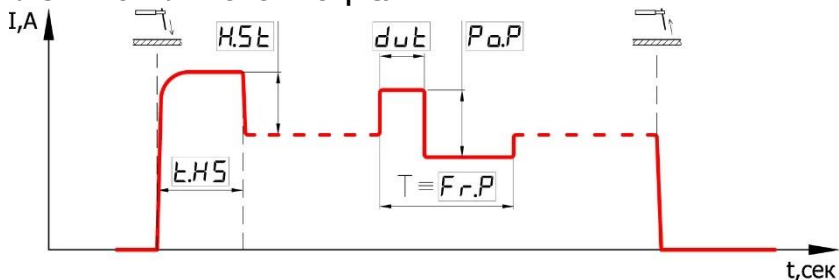 I,A
H.St
dut
Po.P
t.HS
T ≡ Fr.P
t,сек